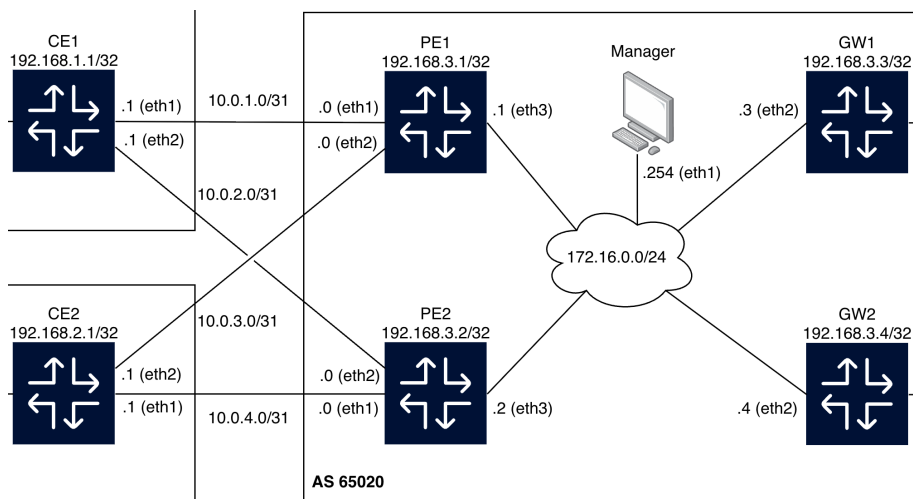 CE1
192.168.1.1/32
.1 (eth1)
.1 (eth2)
10.0.1.0/31
10.0.2.0/31
PE1
192.168.3.1/32
.0 (eth1)
.0 (eth2)
.1 (eth3)
Manager
.254 (eth1)
GW1
192.168.3.3/32
.3 (eth2)
172.16.0.0/24
CE2
192.168.2.1/32
.1 (eth2)
.1 (eth1)
10.0.3.0/31
10.0.4.0/31
PE2
192.168.3.2/32
.0 (eth2)
.0 (eth1)
.2 (eth3)
GW2
192.168.3.4/32
.4 (eth2)
AS 65020